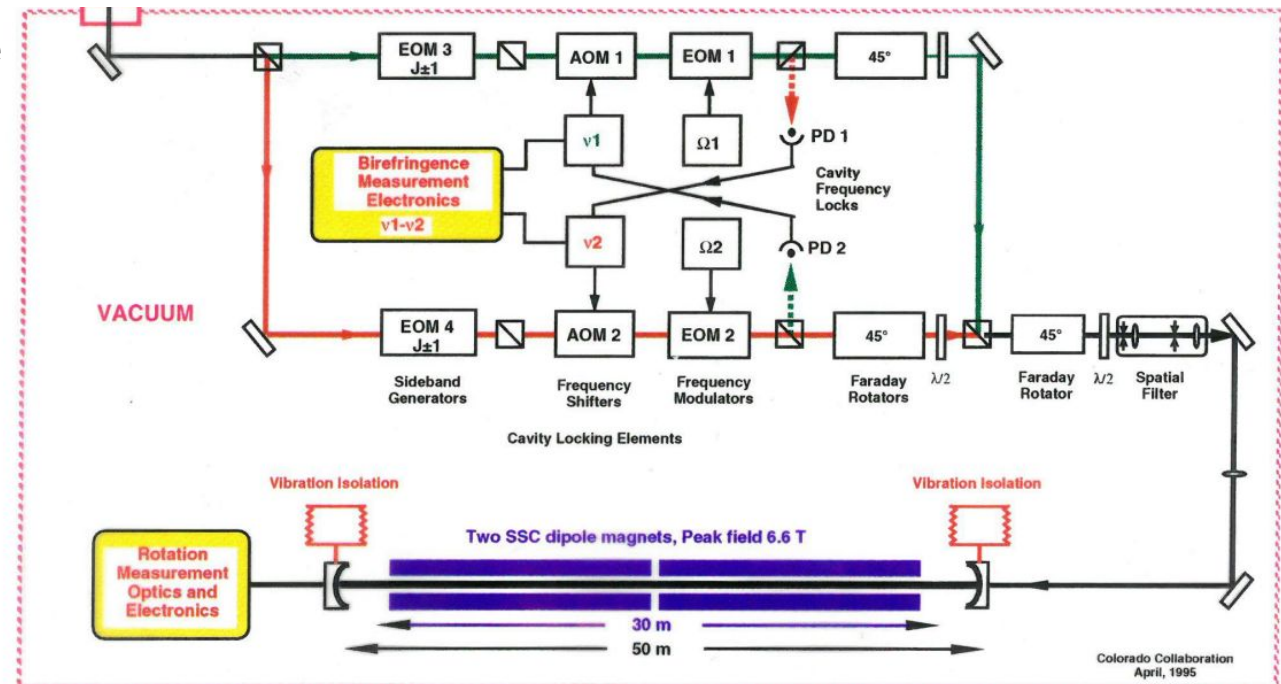 EOM 3
J±1
AOM 1
EOM 1
45°
ν1
Ω1
PD 1
Birefringence
Measurement
Electronics
ν1-ν2
Cavity
Frequency
Locks
ν2
Ω2
PD 2
VACUUM
EOM 4
J±1
AOM 2
EOM 2
45°
λ/2
45°
λ/2
Sideband
Generators
Frequency
Shifters
Frequency
Modulators
Faraday
Rotators
Faraday
Rotator
Spatial
Filter
Cavity Locking Elements
Vibration Isolation
Vibration Isolation
Two SSC dipole magnets, Peak field 6.6 T
Rotation
Measurement
Optics and
Electronics
30 m
50 m
Colorado Collaboration
April, 1995